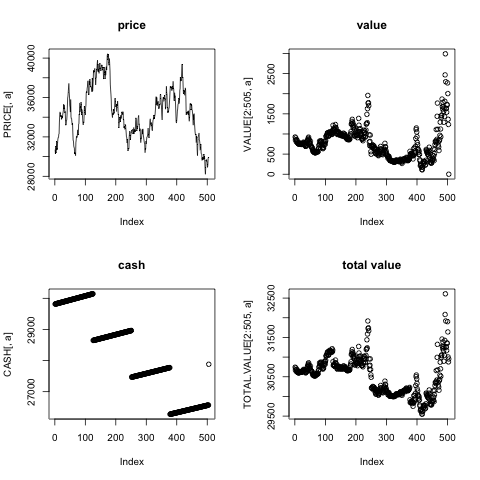 price
PRICE[, a]
28000 32000 36000 40000
0 100 200 300 400 500
Index
value
VALUE[2:505, a]
0 500 1500 2500
0 100 200 300 400 500
Index
cash
CASH[, a]
27000 29000
0 100 200 300 400 500
Index
total value
TOTAL.VALUE[2:505, a]
29500 30500 31500 32500
0 100 200 300 400 500
Index